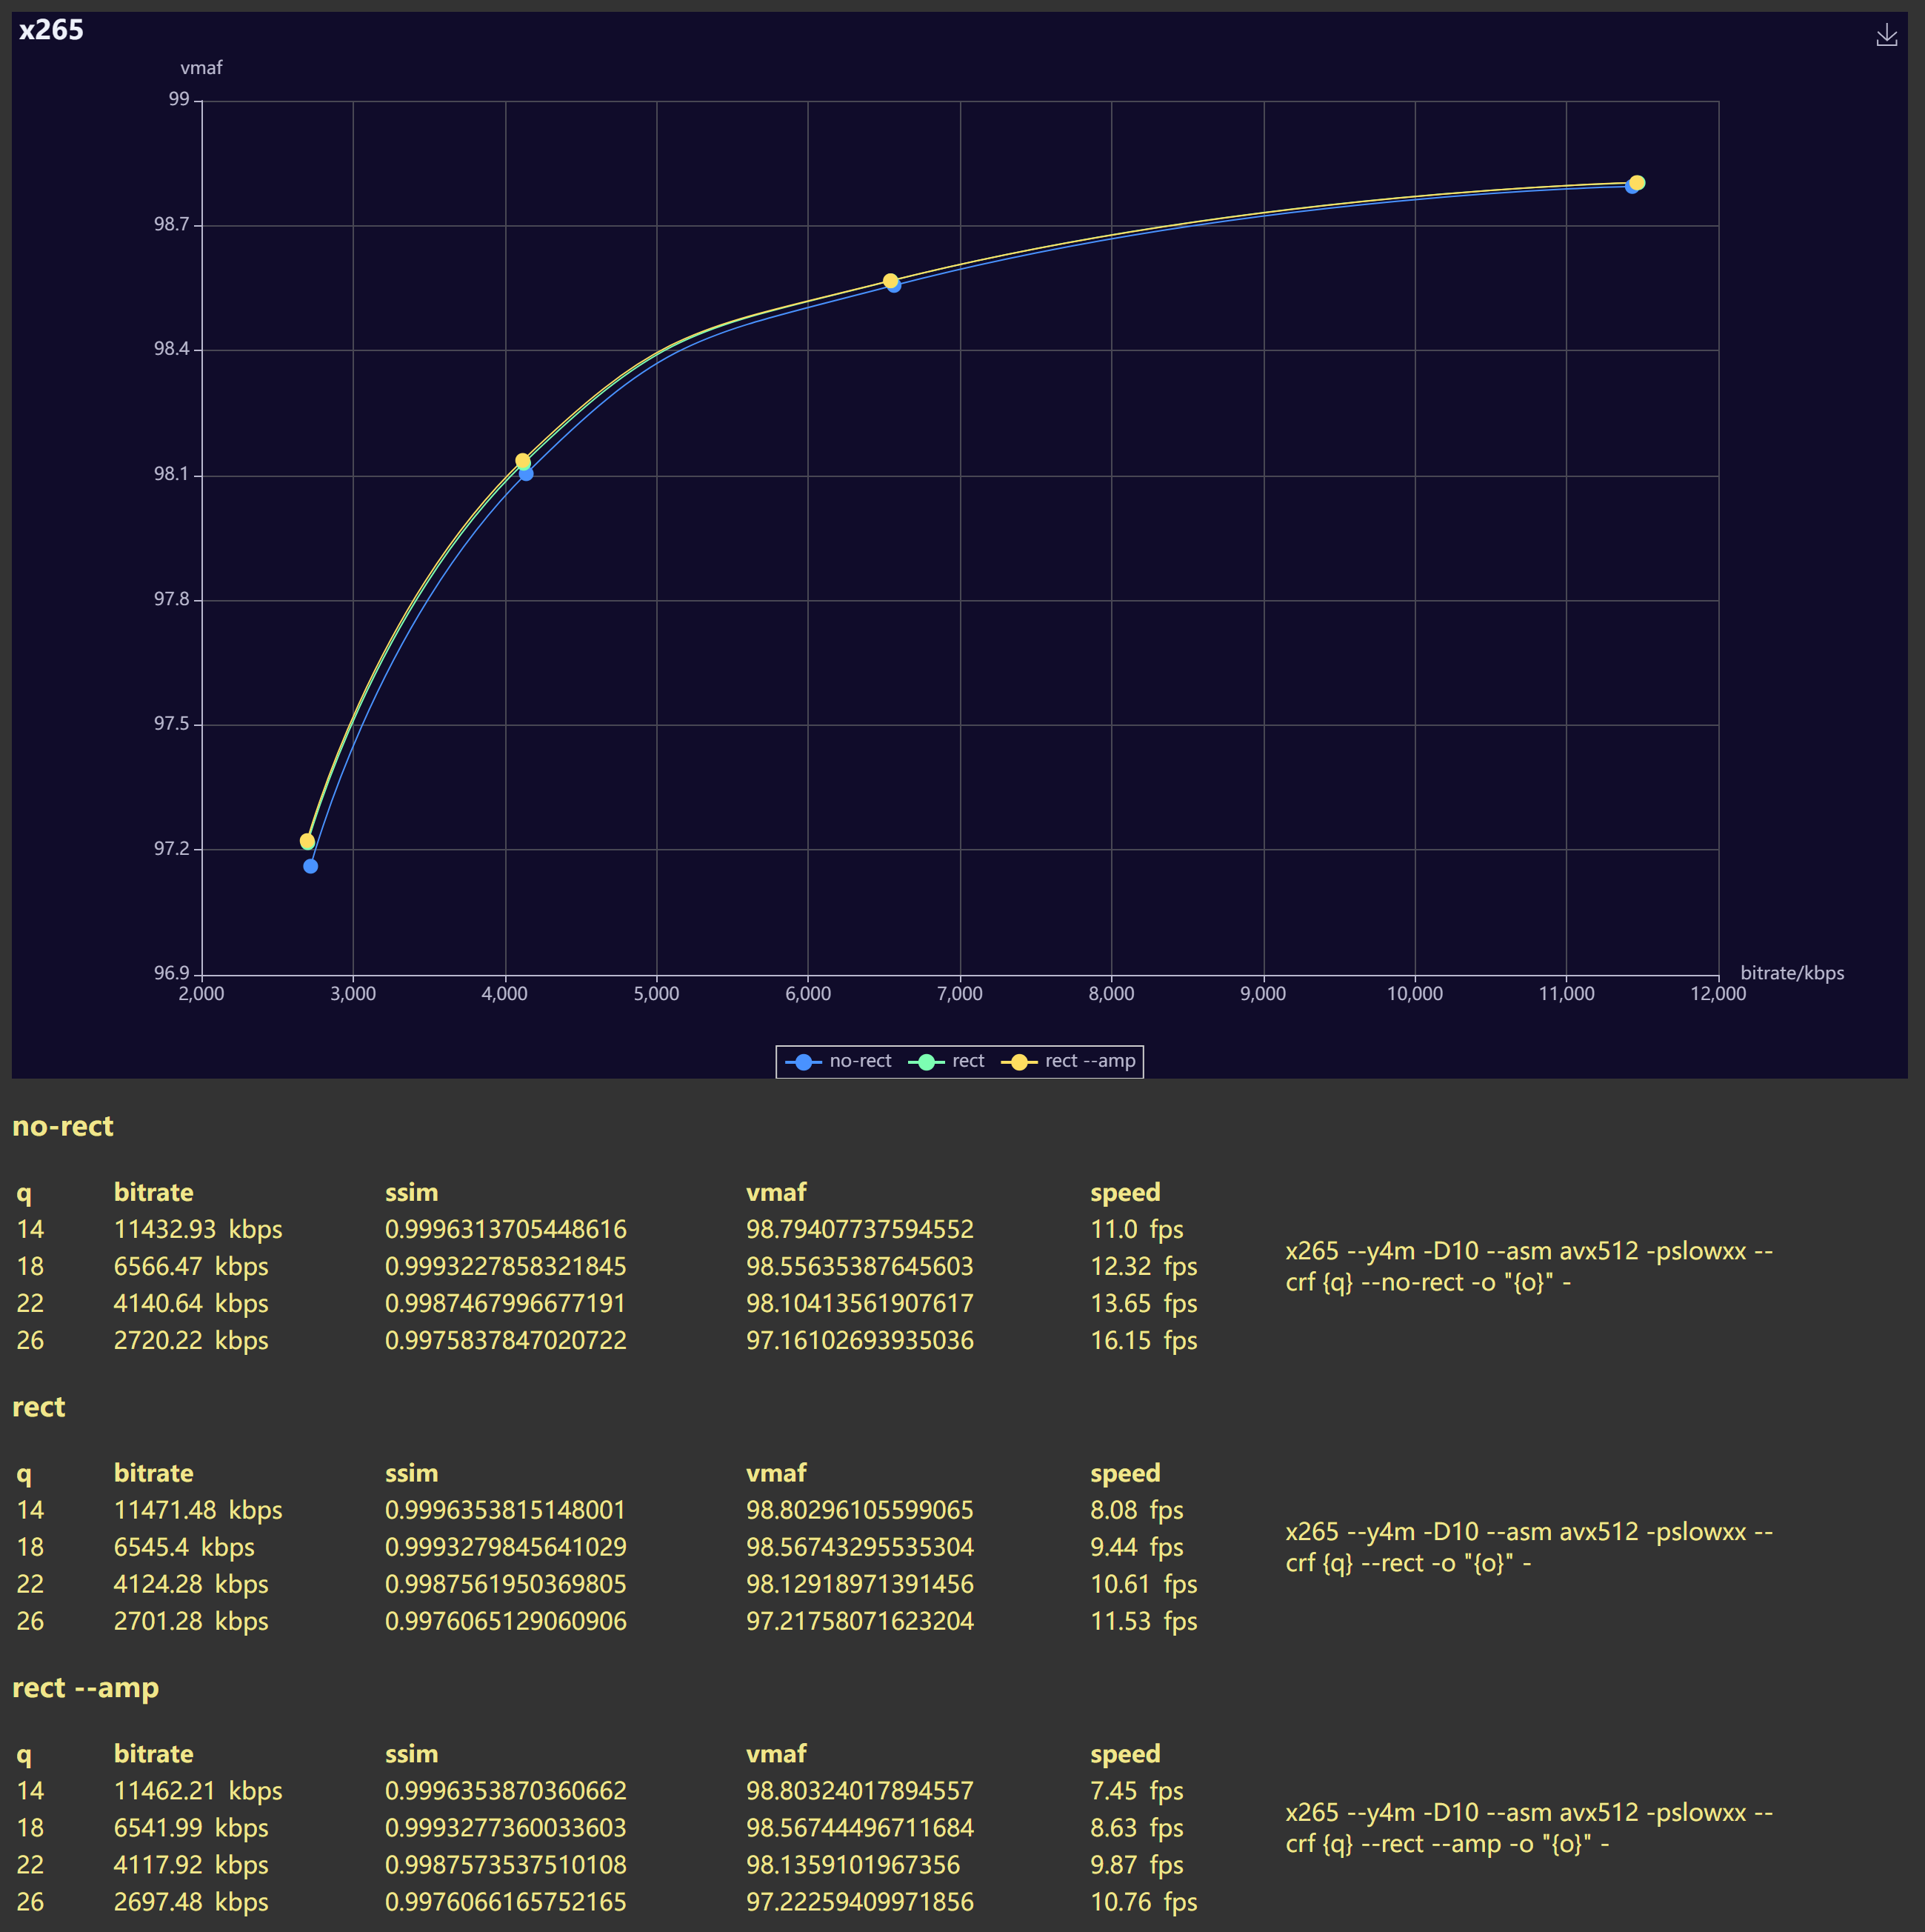 x265
vmaf
99
98.7
98.4
98.1
97.8
97.5
97.2
96.9
2,000 3,000 4,000 5,000 6,000 7,000 8,000 9,000 10,000 11,000 12,000
bitrate/kbps
no-rect rect rect --amp
no-rect
q bitrate ssim vmaf speed
14 11432.93 kbps 0.9996313705448616 98.79407737594552 11.0 fps
18 6566.47 kbps 0.9993227858321845 98.55635387645603 12.32 fps
22 4140.64 kbps 0.9987467996677191 98.10413561907617 13.65 fps
26 2720.22 kbps 0.9975837847020722 97.16102693935036 16.15 fps
x265 --y4m -D10 --asm avx512 -pslowxx --
crf {q} --no-rect -o "{o}" -
rect
q bitrate ssim vmaf speed
14 11471.48 kbps 0.9996353815148001 98.80296105599065 8.08 fps
18 6545.4 kbps 0.9993279845641029 98.56743295535304 9.44 fps
22 4124.28 kbps 0.9987561950369805 98.12918971391456 10.61 fps
26 2701.28 kbps 0.9976065129060906 97.21758071623204 11.53 fps
x265 --y4m -D10 --asm avx512 -pslowxx --
crf {q} --rect -o "{o}" -
rect --amp
q bitrate ssim vmaf speed
14 11462.21 kbps 0.9996353870360662 98.80324017894557 7.45 fps
18 6541.99 kbps 0.9993277360033603 98.56744496711684 8.63 fps
22 4117.92 kbps 0.9987573537510108 98.1359101967356 9.87 fps
26 2697.48 kbps 0.9976066165752165 97.22259409971856 10.76 fps
x265 --y4m -D10 --asm avx512 -pslowxx --
crf {q} --rect --amp -o "{o}" -